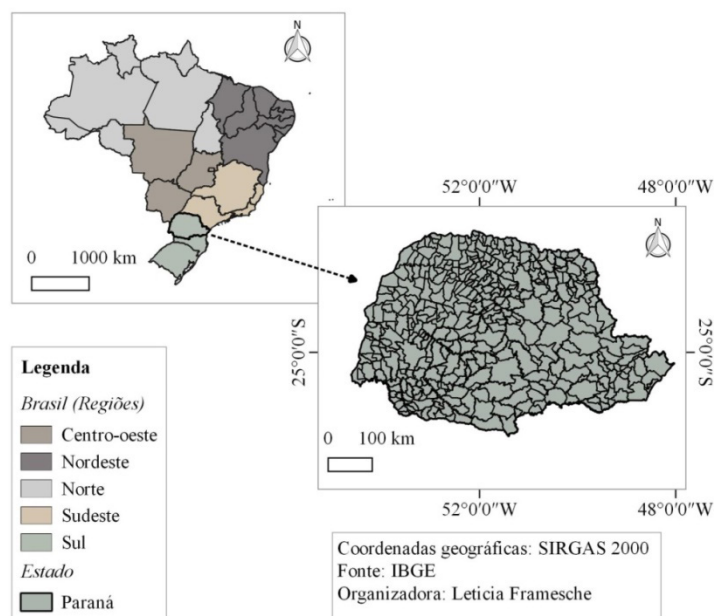 N
0 1000 km
52°0'0"W 48°0'0"W
N
25°0'0"S 25°0'0"S
0 100 km
52°0'0"W 48°0'0"W
Legenda
Brasil (Regiões)
Centro-oeste
Nordeste
Norte
Sudeste
Sul
Estado
Paraná
Coordenadas geográficas: SIRGAS 2000
Fonte: IBGE
Organizadora: Leticia Framesche